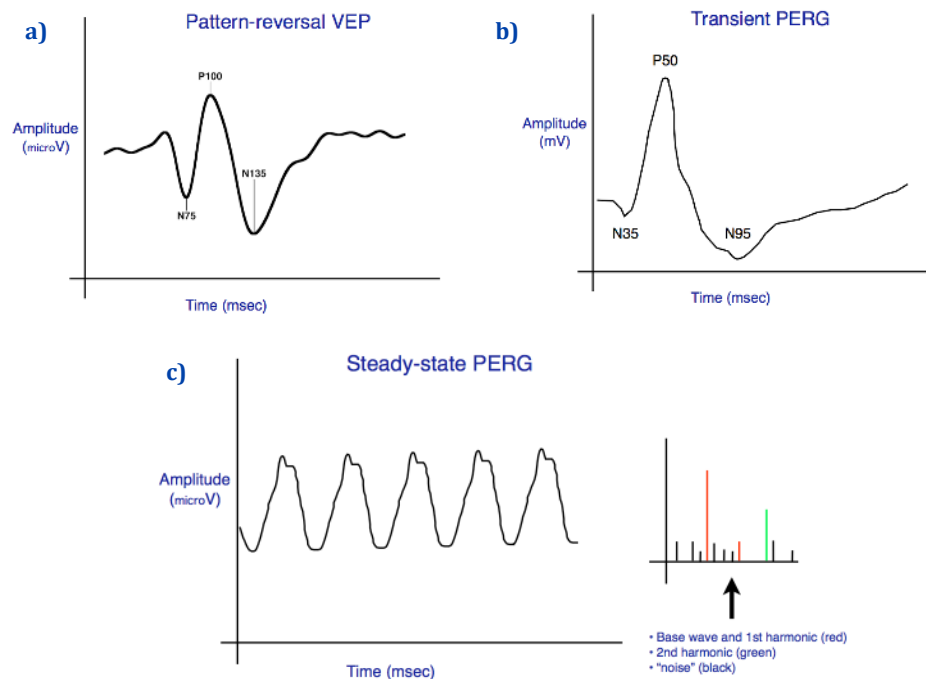 a)
Pattern-reversal VEP
P100
Amplitude
(microV)
N135
N75
Time (msec)
b)
Transient PERG
P50
Amplitude
(mV)
N35
N95
Time (msec)
c)
Steady-state PERG
Amplitude
(microV)
Time (msec)
• Base wave and 1st harmonic (red)
• 2nd harmonic (green)
• "noise" (black)